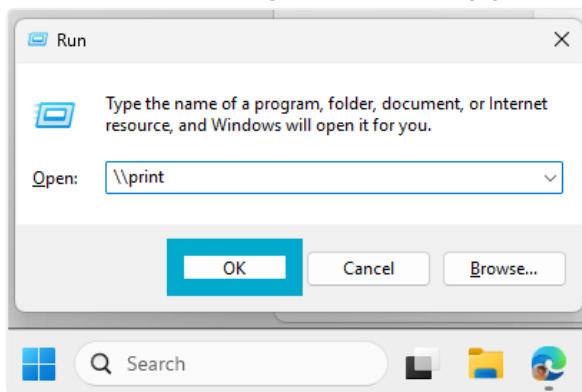 Run
Type the name of a program, folder, document, or Internet
resource, and Windows will open it for you.
Open: \\print
OK Cancel Browse...
Search